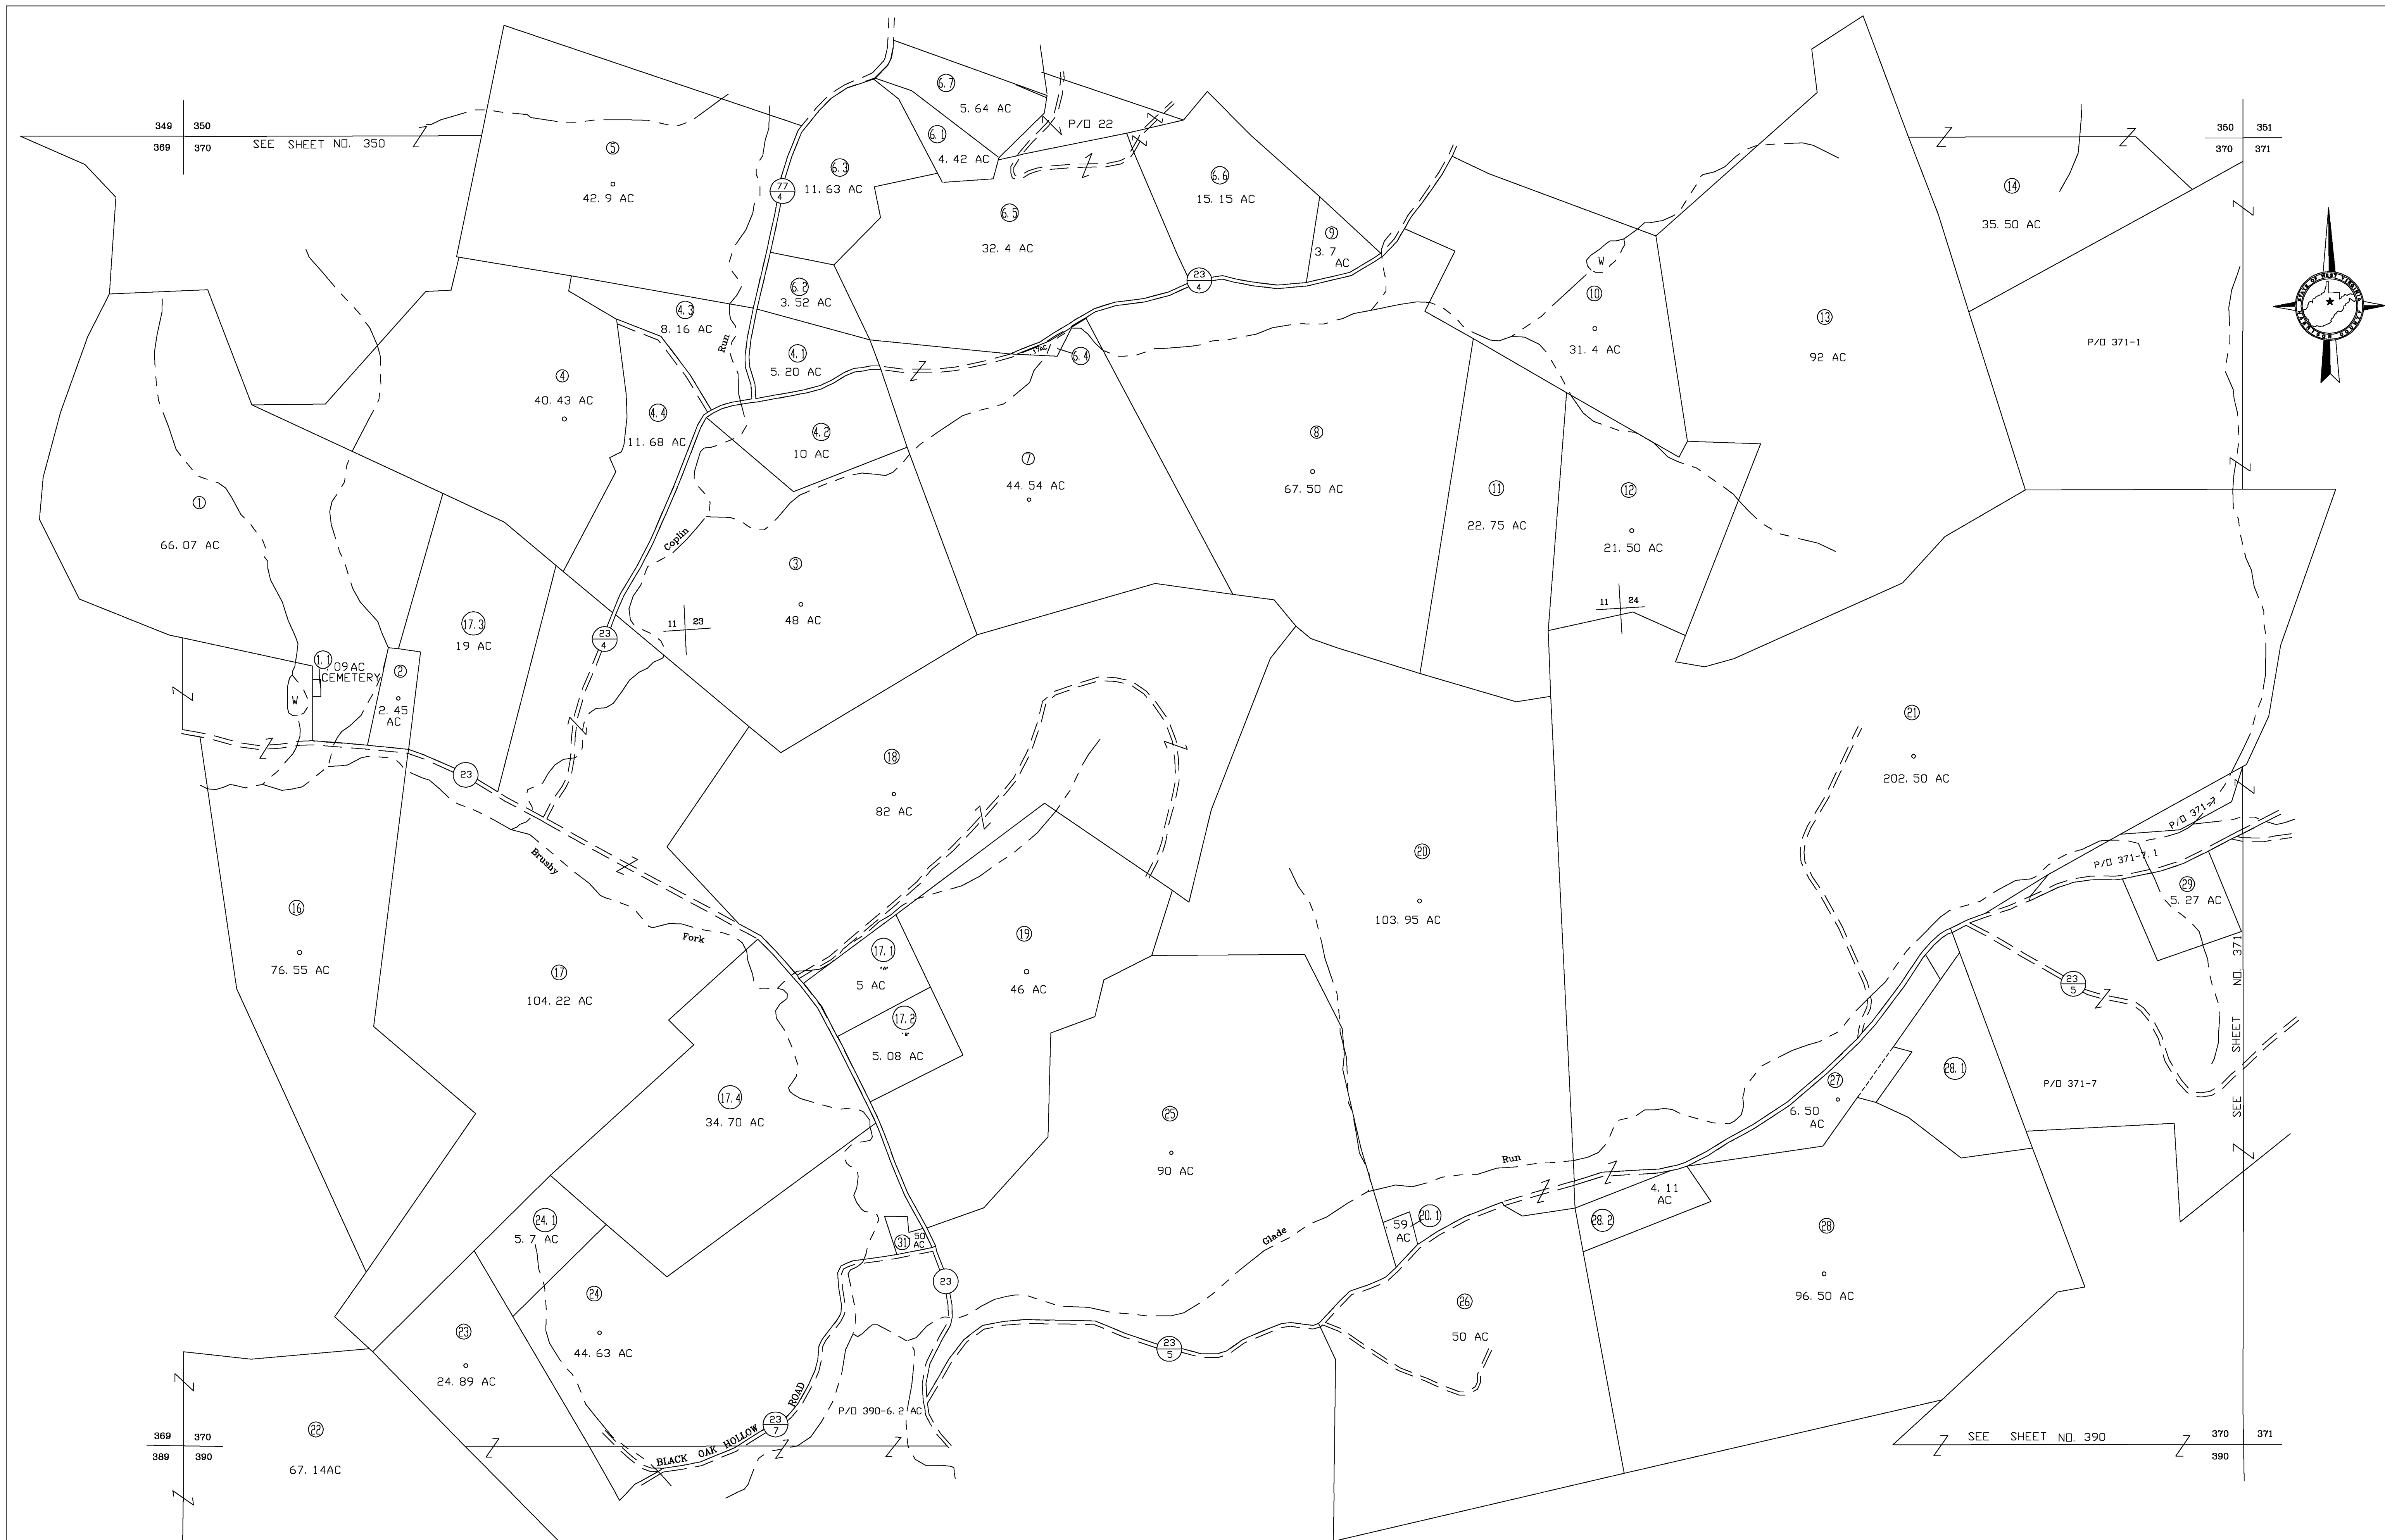 349 350
369 370
SEE SHEET NO. 350
350 351
370 371
5
42.9 AC
77
4
6.7
5.64 AC
6.1
4.42 AC
P/O 22
6.3
11.63 AC
6.5
32.4 AC
6.6
15.15 AC
9
3.7
AC
23
4
14
35.50 AC
STATE OF WEST VIRGINIA
HARRISON COUNTY
6.2
3.52 AC
4.3
8.16 AC
Run
4.1
5.20 AC
6.4
W
10
31.4 AC
13
92 AC
P/O 371-1
4
40.43 AC
4.4
11.68 AC
4.2
10 AC
7
44.54 AC
8
67.50 AC
11
22.75 AC
12
21.50 AC
11 24
1
66.07 AC
Coplin
3
48 AC
11 23
17.3
19 AC
23
4
1.1
.09AC
CEMETERY
W
2
2.45
AC
23
18
82 AC
21
202.50 AC
20
103.95 AC
P/O 371-7
P/O 371-7.1
29
5.27 AC
Brushy
Fork
16
76.55 AC
17
104.22 AC
17.1
"A"
5 AC
17.2
"B"
5.08 AC
19
46 AC
23
5
SEE SHEET NO. 371
17.4
34.70 AC
25
90 AC
27
6.50
AC
28.1
P/O 371-7
Run
Glade
4.11
AC
28.2
.59
AC
20.1
28
96.50 AC
24.1
5.7 AC
31
.50
AC
23
24
44.63 AC
26
50 AC
23
24.89 AC
23
5
22
67.14AC
BLACK OAK HOLLOW ROAD
23
7
P/O 390-6.2 AC
369 370
389 390
SEE SHEET NO. 390
370 371
390